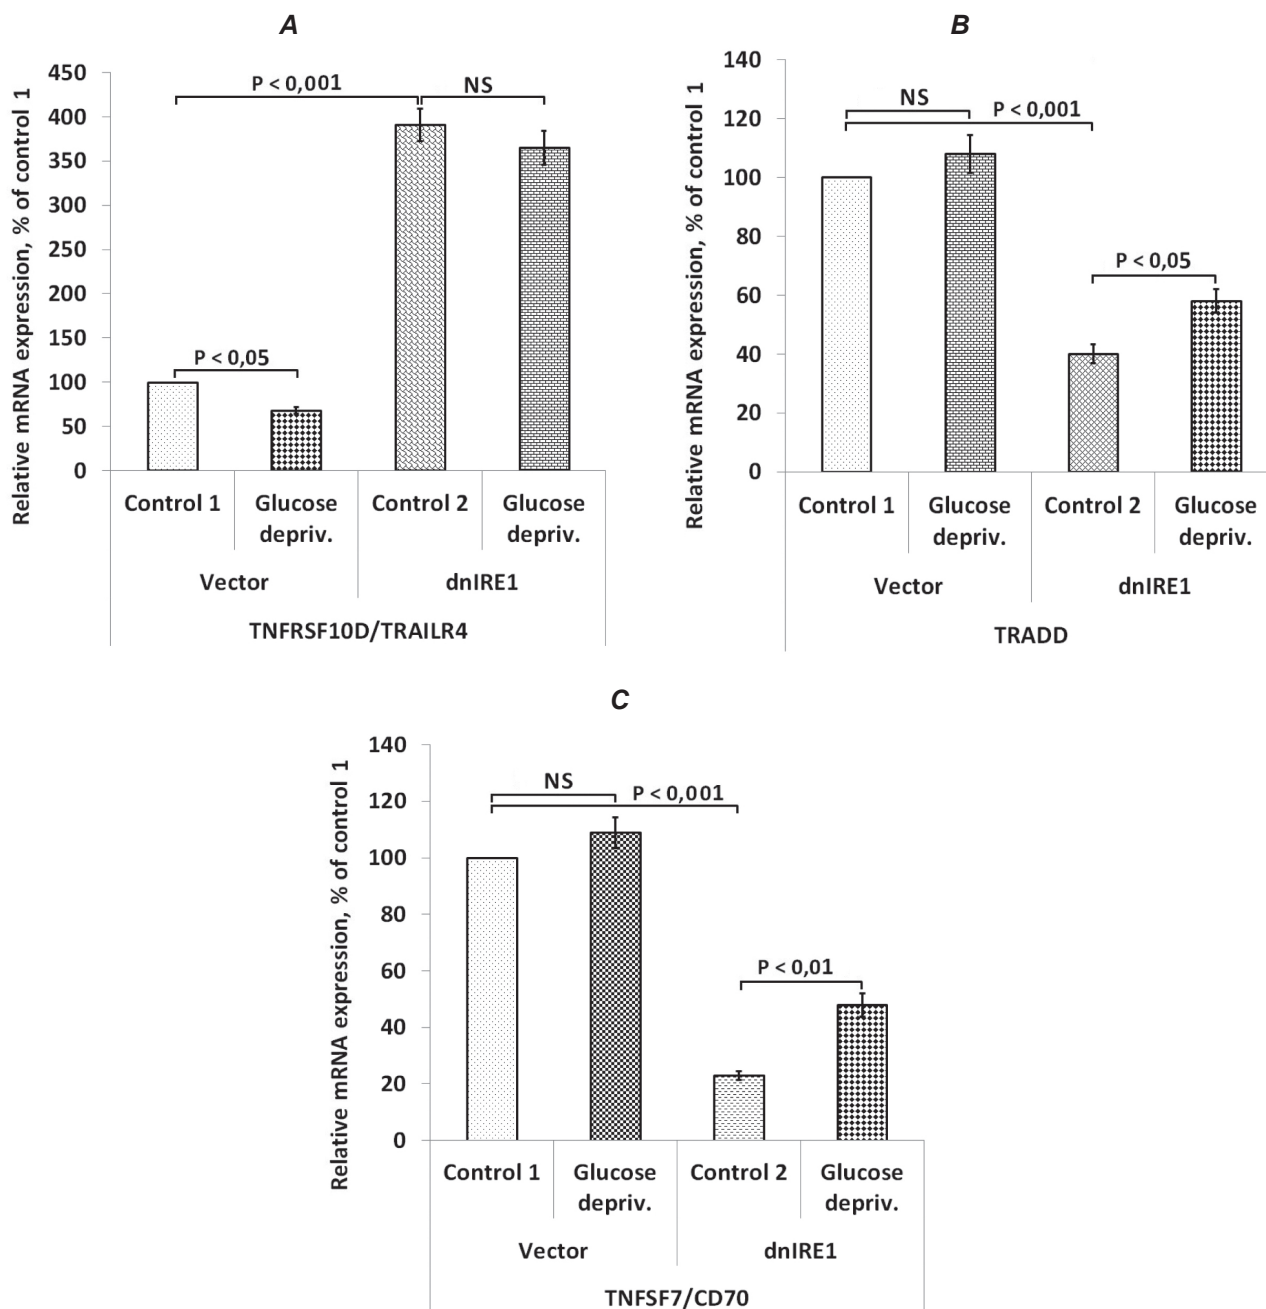 A
Relative mRNA expression, % of control 1
450
400
350
300
250
200
150
100
50
0
P < 0,001
NS
P < 0,05
Control 1
Glucose
depriv.
Control 2
Glucose
depriv.
Vector
dnIRE1
TNFRSF10D/TRAILR4
B
Relative mRNA expression, % of control 1
140
120
100
80
60
40
20
0
NS
P < 0,001
P < 0,05
Control 1
Glucose
depriv.
Control 2
Glucose
depriv.
Vector
dnIRE1
TRADD
C
Relative mRNA expression, % of control 1
140
120
100
80
60
40
20
0
NS
P < 0,001
P < 0,01
Control 1
Glucose
depriv.
Control 2
Glucose
depriv.
Vector
dnIRE1
TNFSF7/CD70